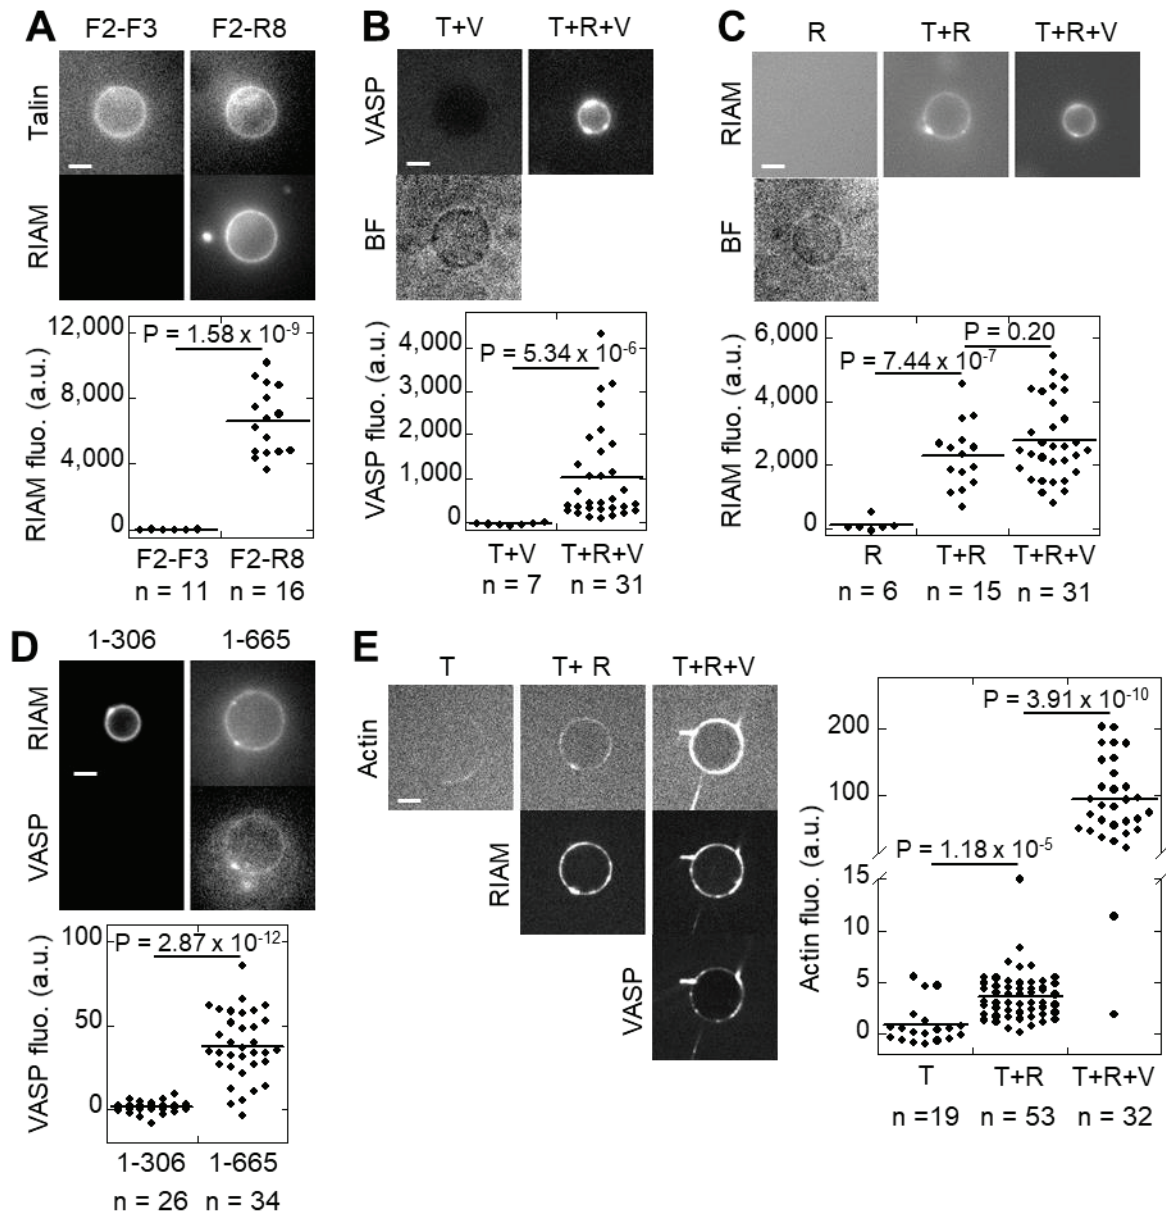 A
F2-F3 F2-R8
Talin
RIAM
RIAM fluo. (a.u.)
12,000
8,000
4,000
0
P = 1.58 x 10-9
F2-F3 F2-R8
n = 11 n = 16
B
T+V T+R+V
VASP
BF
VASP fluo. (a.u.)
4,000
3,000
2,000
1,000
0
P = 5.34 x 10-6
T+V T+R+V
n = 7 n = 31
C
R T+R T+R+V
RIAM
BF
RIAM fluo. (a.u.)
6,000
4,000
2,000
0
P = 0.20
P = 7.44 x 10-7
R T+R T+R+V
n = 6 n = 15 n = 31
D
1-306 1-665
RIAM
VASP
VASP fluo. (a.u.)
100
50
0
P = 2.87 x 10-12
1-306 1-665
n = 26 n = 34
E
T T+ R T+R+V
Actin
RIAM
VASP
Actin fluo. (a.u.)
200
100
15
10
5
0
P = 3.91 x 10-10
P = 1.18 x 10-5
T T+R T+R+V
n =19 n = 53 n = 32